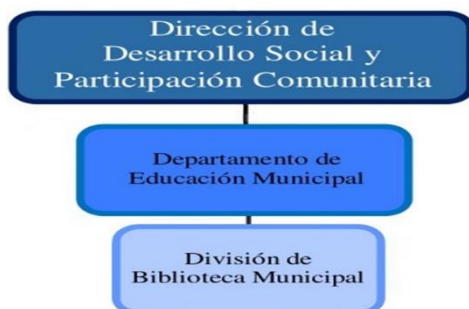 Dirección de
Desarrollo Social y
Participación Comunitaria
Departamento de
Educación Municipal
División de
Biblioteca Municipal